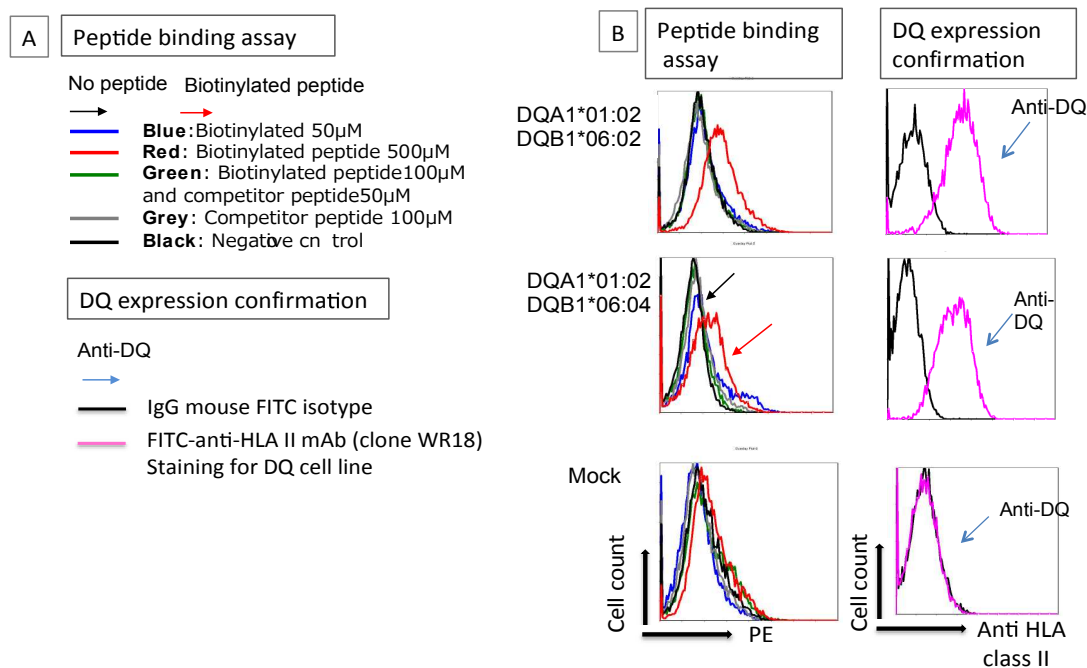 A
Peptide binding assay
No peptide
Biotinylated peptide
Blue: Biotinylated 50µM
Red: Biotinylated peptide 500µM
Green: Biotinylated peptide100µM
and competitor peptide50µM
Grey: Competitor peptide 100µM
Black: Negative cn trol
DQ expression confirmation
Anti-DQ
IgG mouse FITC isotype
FITC-anti-HLA II mAb (clone WR18)
Staining for DQ cell line
B
Peptide binding
assay
DQ expression
confirmation
DQA1*01:02
DQB1*06:02
Anti-DQ
DQA1*01:02
DQB1*06:04
Anti-
DQ
Mock
Anti-DQ
Cell count
PE
Cell count
Anti HLA
class II